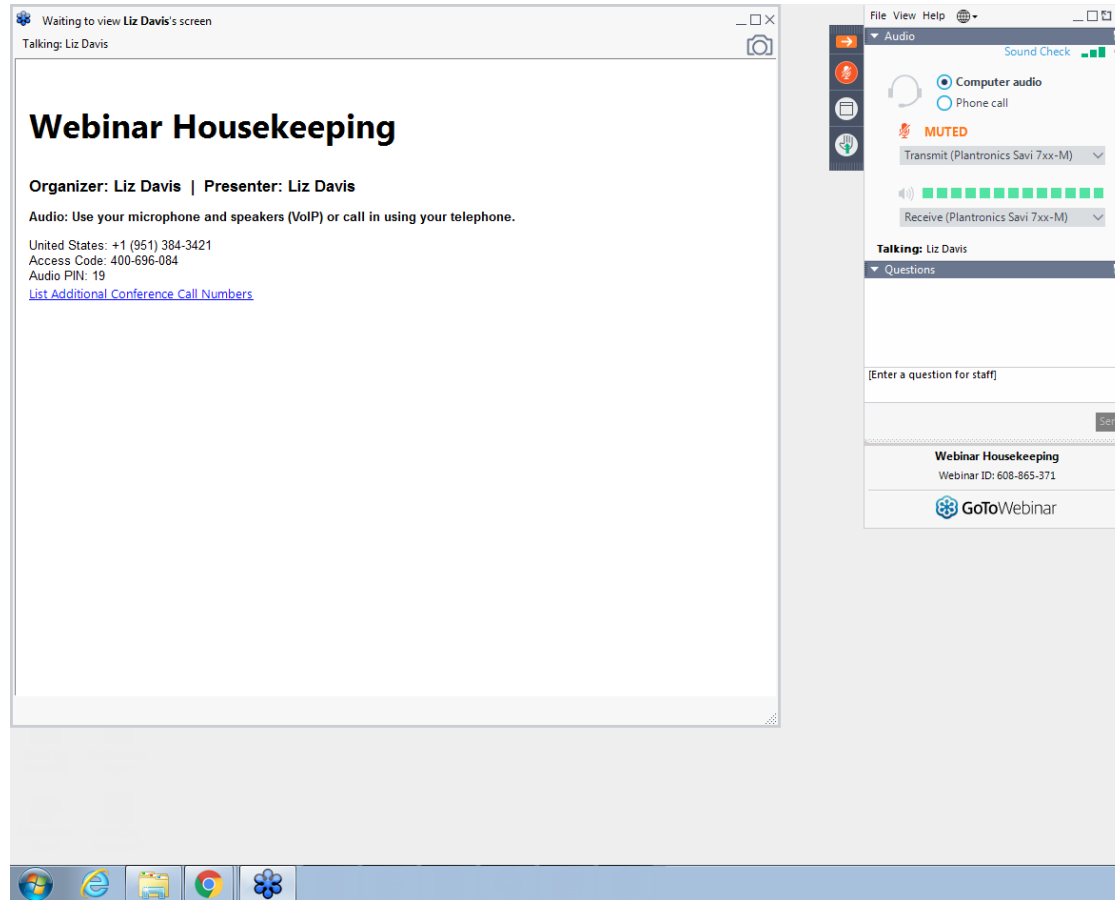 Waiting to view Liz Davis's screen
Talking: Liz Davis
Webinar Housekeeping
Organizer: Liz Davis | Presenter: Liz Davis
Audio: Use your microphone and speakers (VoIP) or call in using your telephone.
United States: +1 (951) 384-3421
Access Code: 400-696-084
Audio PIN: 19
List Additional Conference Call Numbers
File View Help
Audio
Sound Check
Computer audio
Phone call
MUTED
Transmit (Plantronics Savi 7xx-M)
Receive (Plantronics Savi 7xx-M)
Talking: Liz Davis
Questions
[Enter a question for staff]
Webinar Housekeeping
Webinar ID: 608-865-371
GoToWebinar